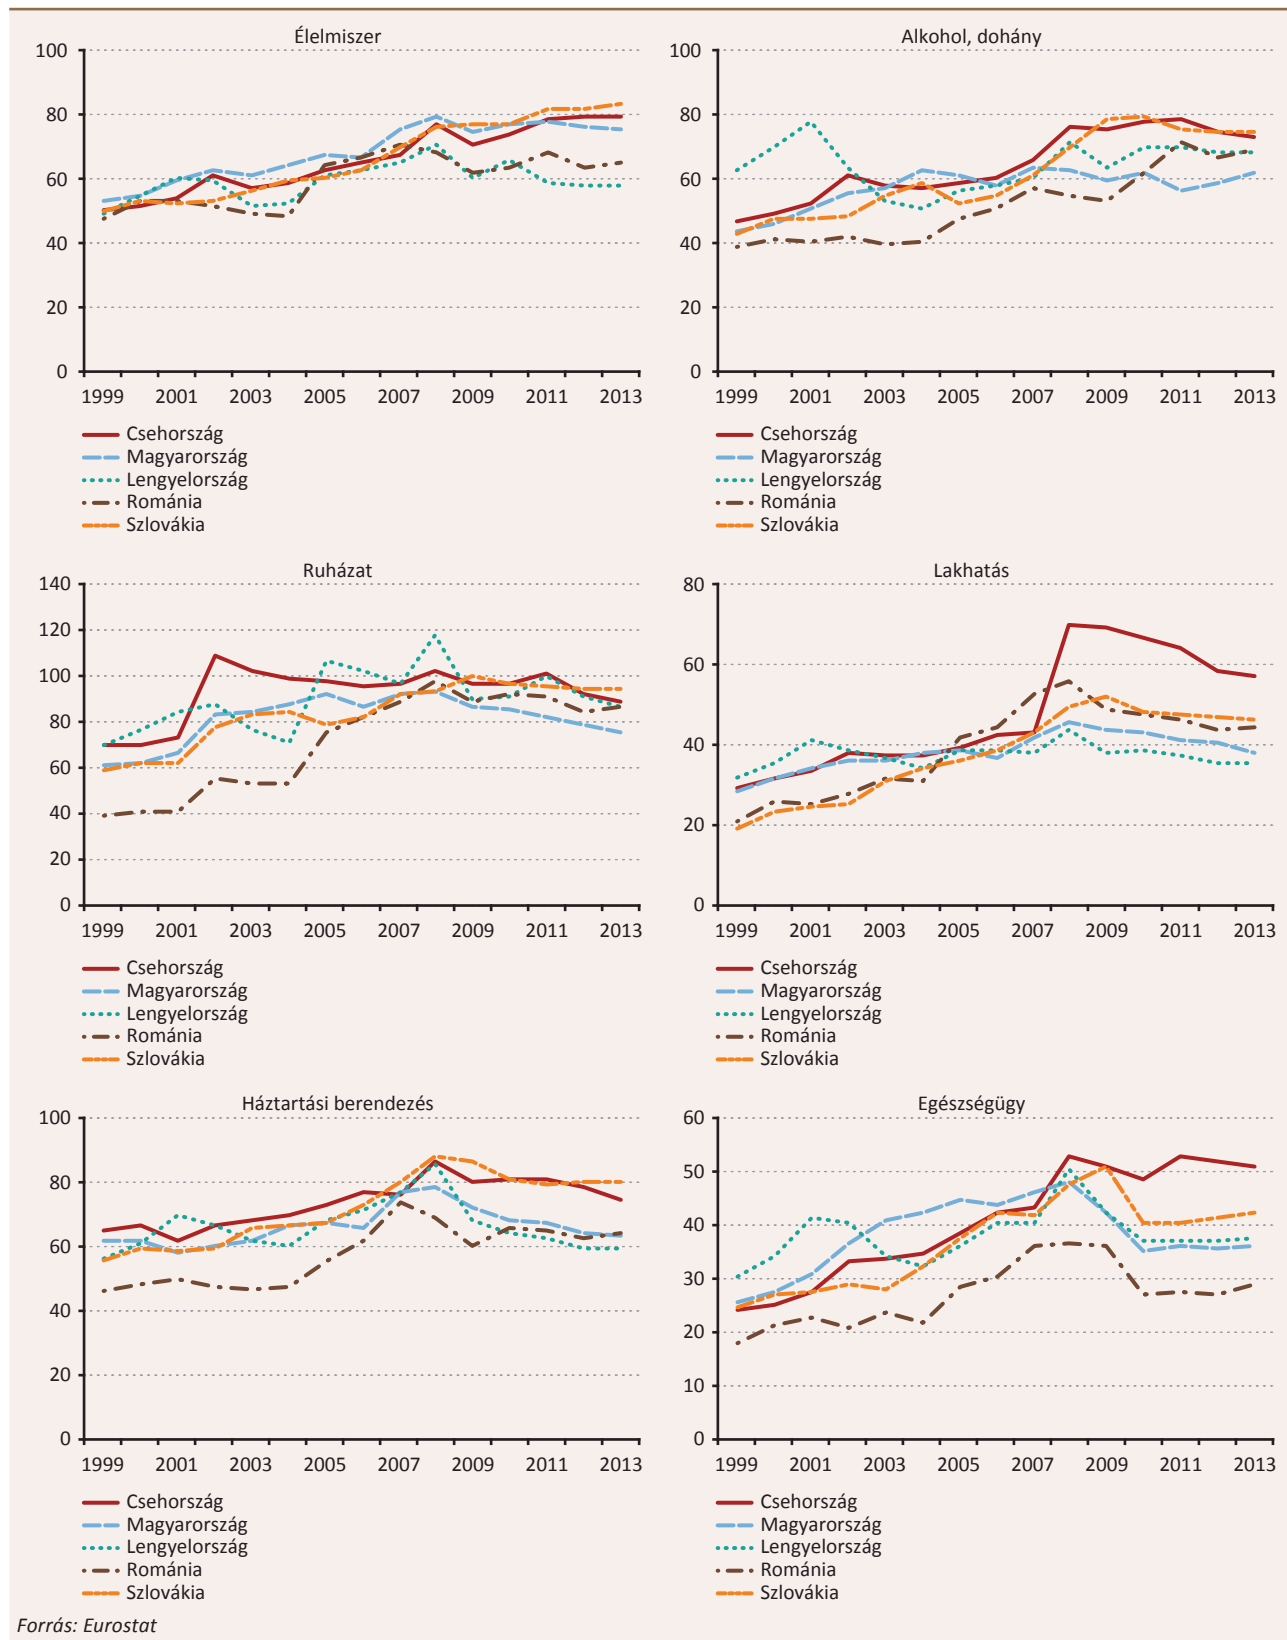 Élelmiszer
100
80
60
40
20
0
1999 2001 2003 2005 2007 2009 2011 2013
Csehország
Magyarország
Lengyelország
Románia
Szlovákia
Alkohol, dohány
100
80
60
40
20
0
1999 2001 2003 2005 2007 2009 2011 2013
Csehország
Magyarország
Lengyelország
Románia
Szlovákia
Ruházat
140
120
100
80
60
40
20
0
1999 2001 2003 2005 2007 2009 2011 2013
Csehország
Magyarország
Lengyelország
Románia
Szlovákia
Lakhatás
80
60
40
20
0
1999 2001 2003 2005 2007 2009 2011 2013
Csehország
Magyarország
Lengyelország
Románia
Szlovákia
Háztartási berendezés
100
80
60
40
20
0
1999 2001 2003 2005 2007 2009 2011 2013
Csehország
Magyarország
Lengyelország
Románia
Szlovákia
Egészségügy
60
50
40
30
20
10
0
1999 2001 2003 2005 2007 2009 2011 2013
Csehország
Magyarország
Lengyelország
Románia
Szlovákia
Forrás: Eurostat